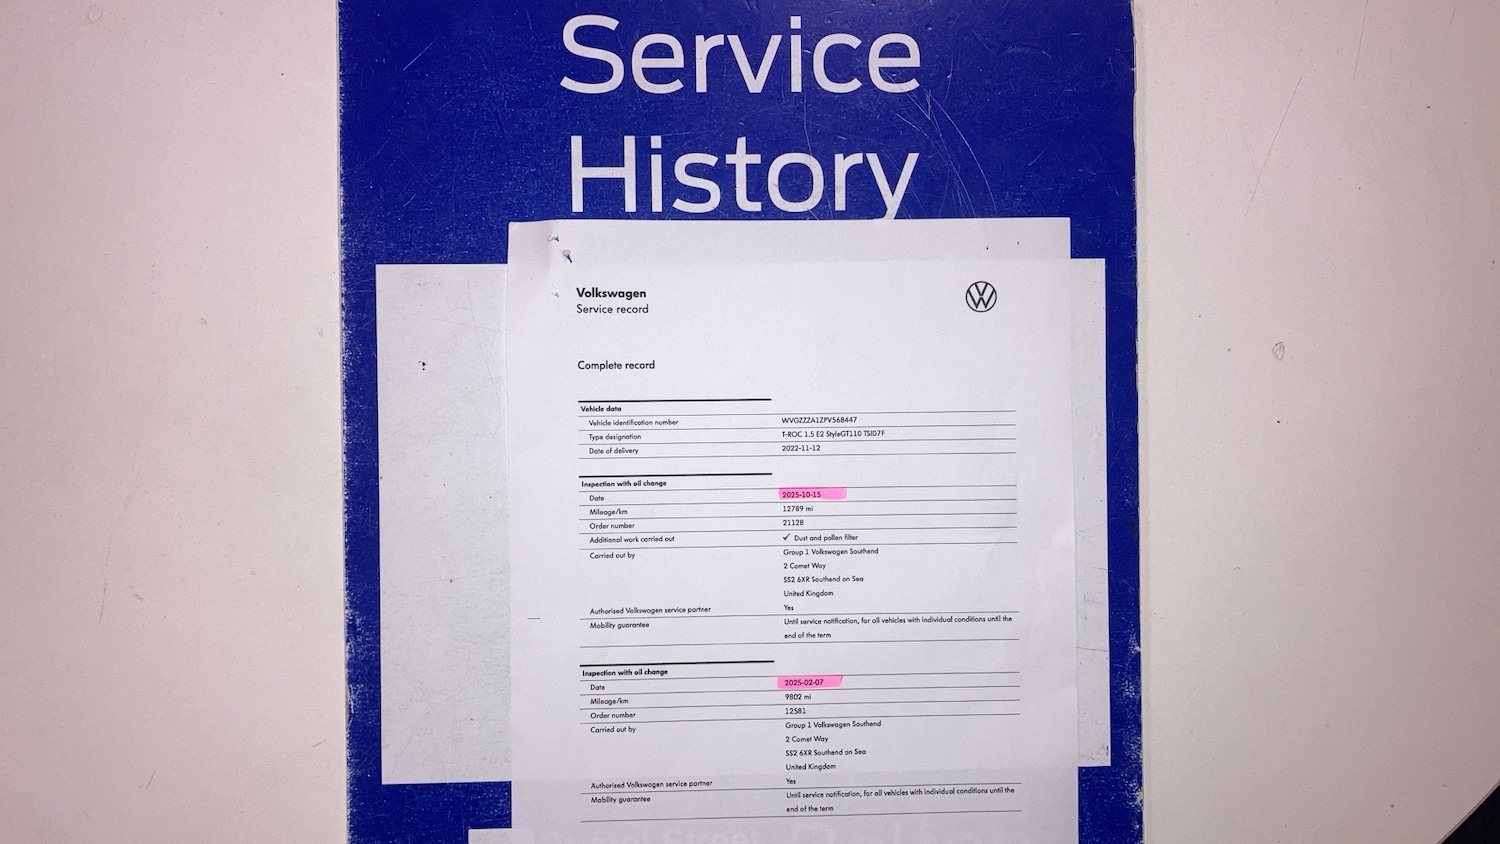 Service
History
Volkswagen
Service record
Complete record
Vehicle data
Vehicle identification number WVGZZZA1ZPV568447
Type designation T-ROC 1.5 E2 StyleGT110 TSID7F
Date of delivery 2022-11-12
Inspection with oil change
Date 2025-10-15
Mileage/km 12789 mi
Order number 21128
Additional work carried out ✓ Dust and pollen filter
Carried out by Group 1 Volkswagen Southend
2 Comet Way
SS2 6XR Southend on Sea
United Kingdom
Authorised Volkswagen service partner Yes
Mobility guarantee Until service notification, for all vehicles with individual conditions until the
end of the term
Inspection with oil change
Date 2025-02-07
Mileage/km 9802 mi
Order number 12581
Carried out by Group 1 Volkswagen Southend
2 Comet Way
SS2 6XR Southend on Sea
United Kingdom
Authorised Volkswagen service partner Yes
Mobility guarantee Until service notification, for all vehicles with individual conditions until the
end of the term